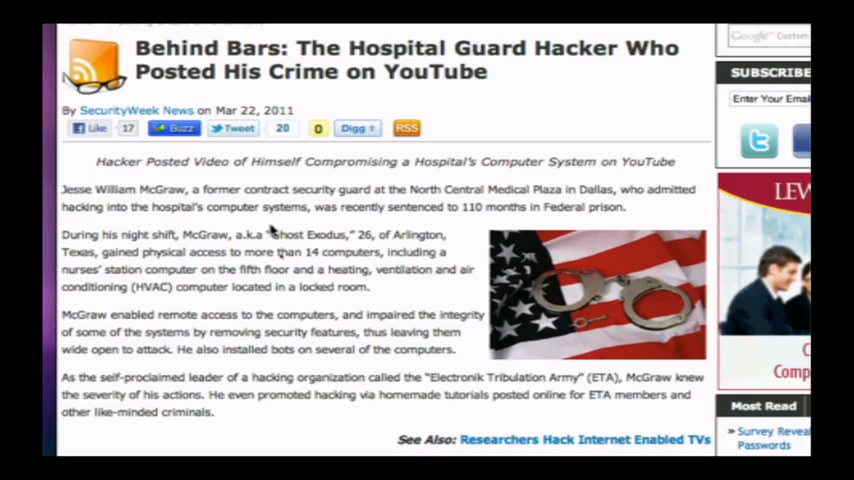 Behind Bars: The Hospital Guard Hacker Who
Posted His Crime on YouTube
By SecurityWeek News on Mar 22, 2011
Like 17 Buzz Tweet 20 0 Digg RSS
Hacker Posted Video of Himself Compromising a Hospital's Computer System on YouTube
Jesse William McGraw, a former contract security guard at the North Central Medical Plaza in Dallas, who admitted
hacking into the hospital's computer systems, was recently sentenced to 110 months in Federal prison.
During his night shift, McGraw, a.k.a "Ghost Exodus," 26, of Arlington,
Texas, gained physical access to more than 14 computers, including a
nurses' station computer on the fifth floor and a heating, ventilation and air
conditioning (HVAC) computer located in a locked room.
McGraw enabled remote access to the computers, and impaired the integrity
of some of the systems by removing security features, thus leaving them
wide open to attack. He also installed bots on several of the computers.
As the self-proclaimed leader of a hacking organization called the "Electronik Tribulation Army" (ETA), McGraw knew
the severity of his actions. He even promoted hacking via homemade tutorials posted online for ETA members and
other like-minded criminals.
See Also: Researchers Hack Internet Enabled TVs
Google Custom
SUBSCRIBE
Enter Your Email
LEW
C
Comp
Most Read
» Survey Reveal
Passwords